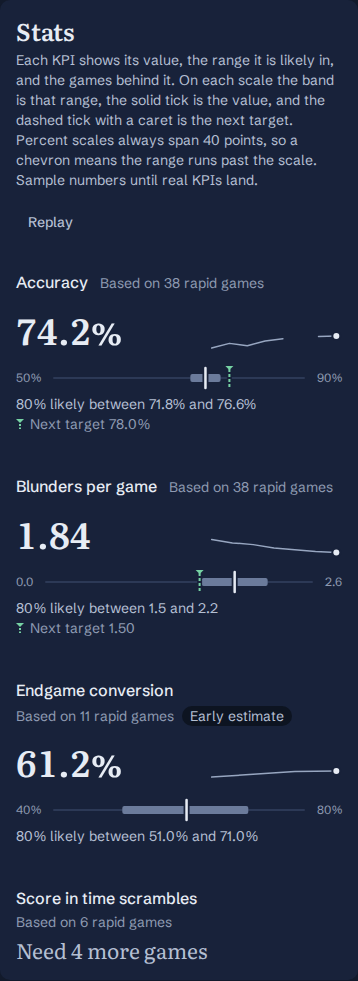 Stats
Each KPI shows its value, the range it is likely in,
and the games behind it. On each scale the band
is that range, the solid tick is the value, and the
dashed tick with a caret is the next target.
Percent scales always span 40 points, so a
chevron means the range runs past the scale.
Sample numbers until real KPIs land.
Replay
Accuracy Based on 38 rapid games
74.2%
50% 90%
80% likely between 71.8% and 76.6%
Next target 78.0%
Blunders per game Based on 38 rapid games
1.84
0.0 2.6
80% likely between 1.5 and 2.2
Next target 1.50
Endgame conversion
Based on 11 rapid games Early estimate
61.2%
40% 80%
80% likely between 51.0% and 71.0%
Score in time scrambles
Based on 6 rapid games
Need 4 more games